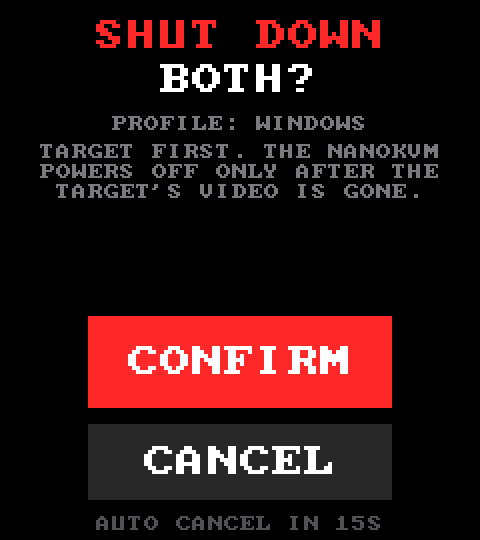 SHUT DOWN
BOTH?
PROFILE: WINDOWS
TARGET FIRST. THE NANOKVM
POWERS OFF ONLY AFTER THE
TARGET'S VIDEO IS GONE.
CONFIRM
CANCEL
AUTO CANCEL IN 15S